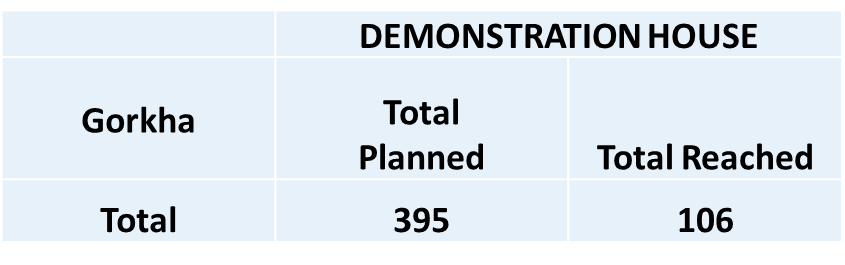 DEMONSTRATION HOUSE
Gorkha
Total
Planned
Total Reached
Total 395 106